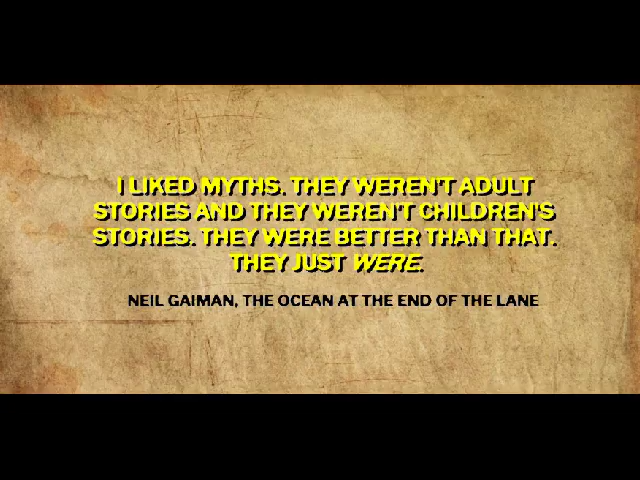 I LIKED MYTHS. THEY WEREN'T ADULT
STORIES AND THEY WEREN'T CHILDREN'S
STORIES. THEY WERE BETTER THAN THAT.
THEY JUST WERE.
NEIL GAIMAN, THE OCEAN AT THE END OF THE LANE